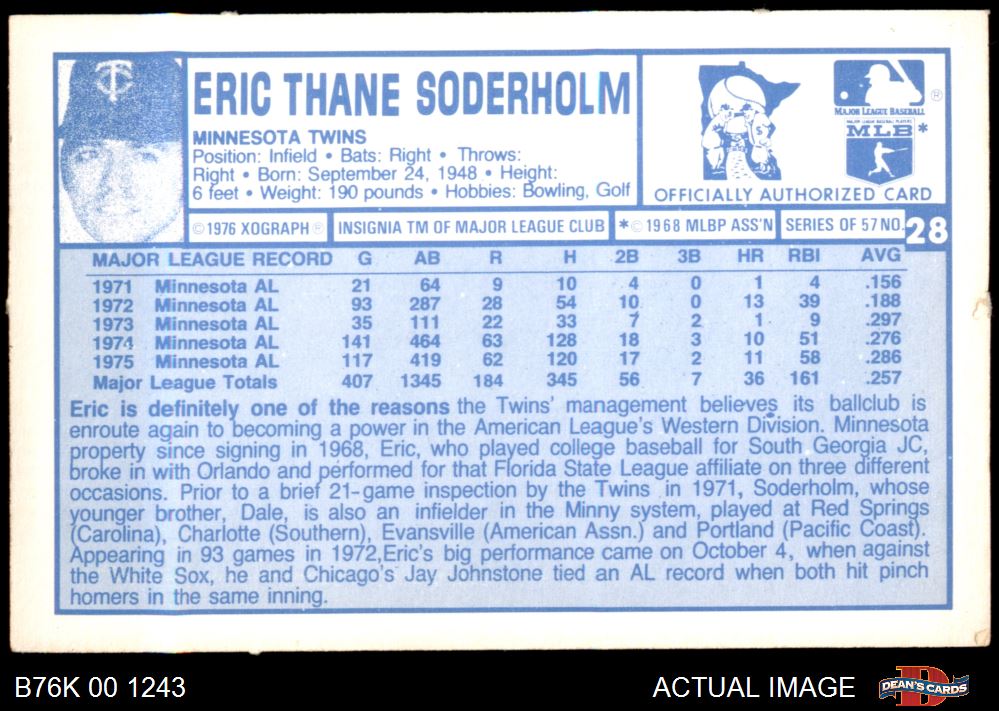 ERIC THANE SODERHOLM
MINNESOTA TWINS
Position: Infield • Bats: Right • Throws:
Right • Born: September 24, 1948 • Height:
6 feet • Weight: 190 pounds • Hobbies: Bowling, Golf
MAJOR LEAGUE BASEBALL ®
MAJOR LEAGUE BASEBALL PLAYERS
MLB*
OFFICIALLY AUTHORIZED CARD
© 1976 XOGRAPH ® INSIGNIA TM OF MAJOR LEAGUE CLUB *© 1968 MLBP ASS'N SERIES OF 57 NO. 28
MAJOR LEAGUE RECORD G AB R H 2B 3B HR RBI AVG
1971 Minnesota AL 21 64 9 10 4 0 1 4 .156
1972 Minnesota AL 93 287 28 54 10 0 13 39 .188
1973 Minnesota AL 35 111 22 33 7 2 1 9 .297
1974 Minnesota AL 141 464 63 128 18 3 10 51 .276
1975 Minnesota AL 117 419 62 120 17 2 11 58 .286
Major League Totals 407 1345 184 345 56 7 36 161 .257
Eric is definitely one of the reasons the Twins' management believes its ballclub is
enroute again to becoming a power in the American League's Western Division. Minnesota
property since signing in 1968, Eric, who played college baseball for South Georgia JC,
broke in with Orlando and performed for that Florida State League affiliate on three different
occasions. Prior to a brief 21-game inspection by the Twins in 1971, Soderholm, whose
younger brother, Dale, is also an infielder in the Minny system, played at Red Springs
(Carolina), Charlotte (Southern), Evansville (American Assn.) and Portland (Pacific Coast).
Appearing in 93 games in 1972,Eric's big performance came on October 4, when against
the White Sox, he and Chicago's Jay Johnstone tied an AL record when both hit pinch
homers in the same inning.
B76K 00 1243
ACTUAL IMAGE
DEAN'S CARDS